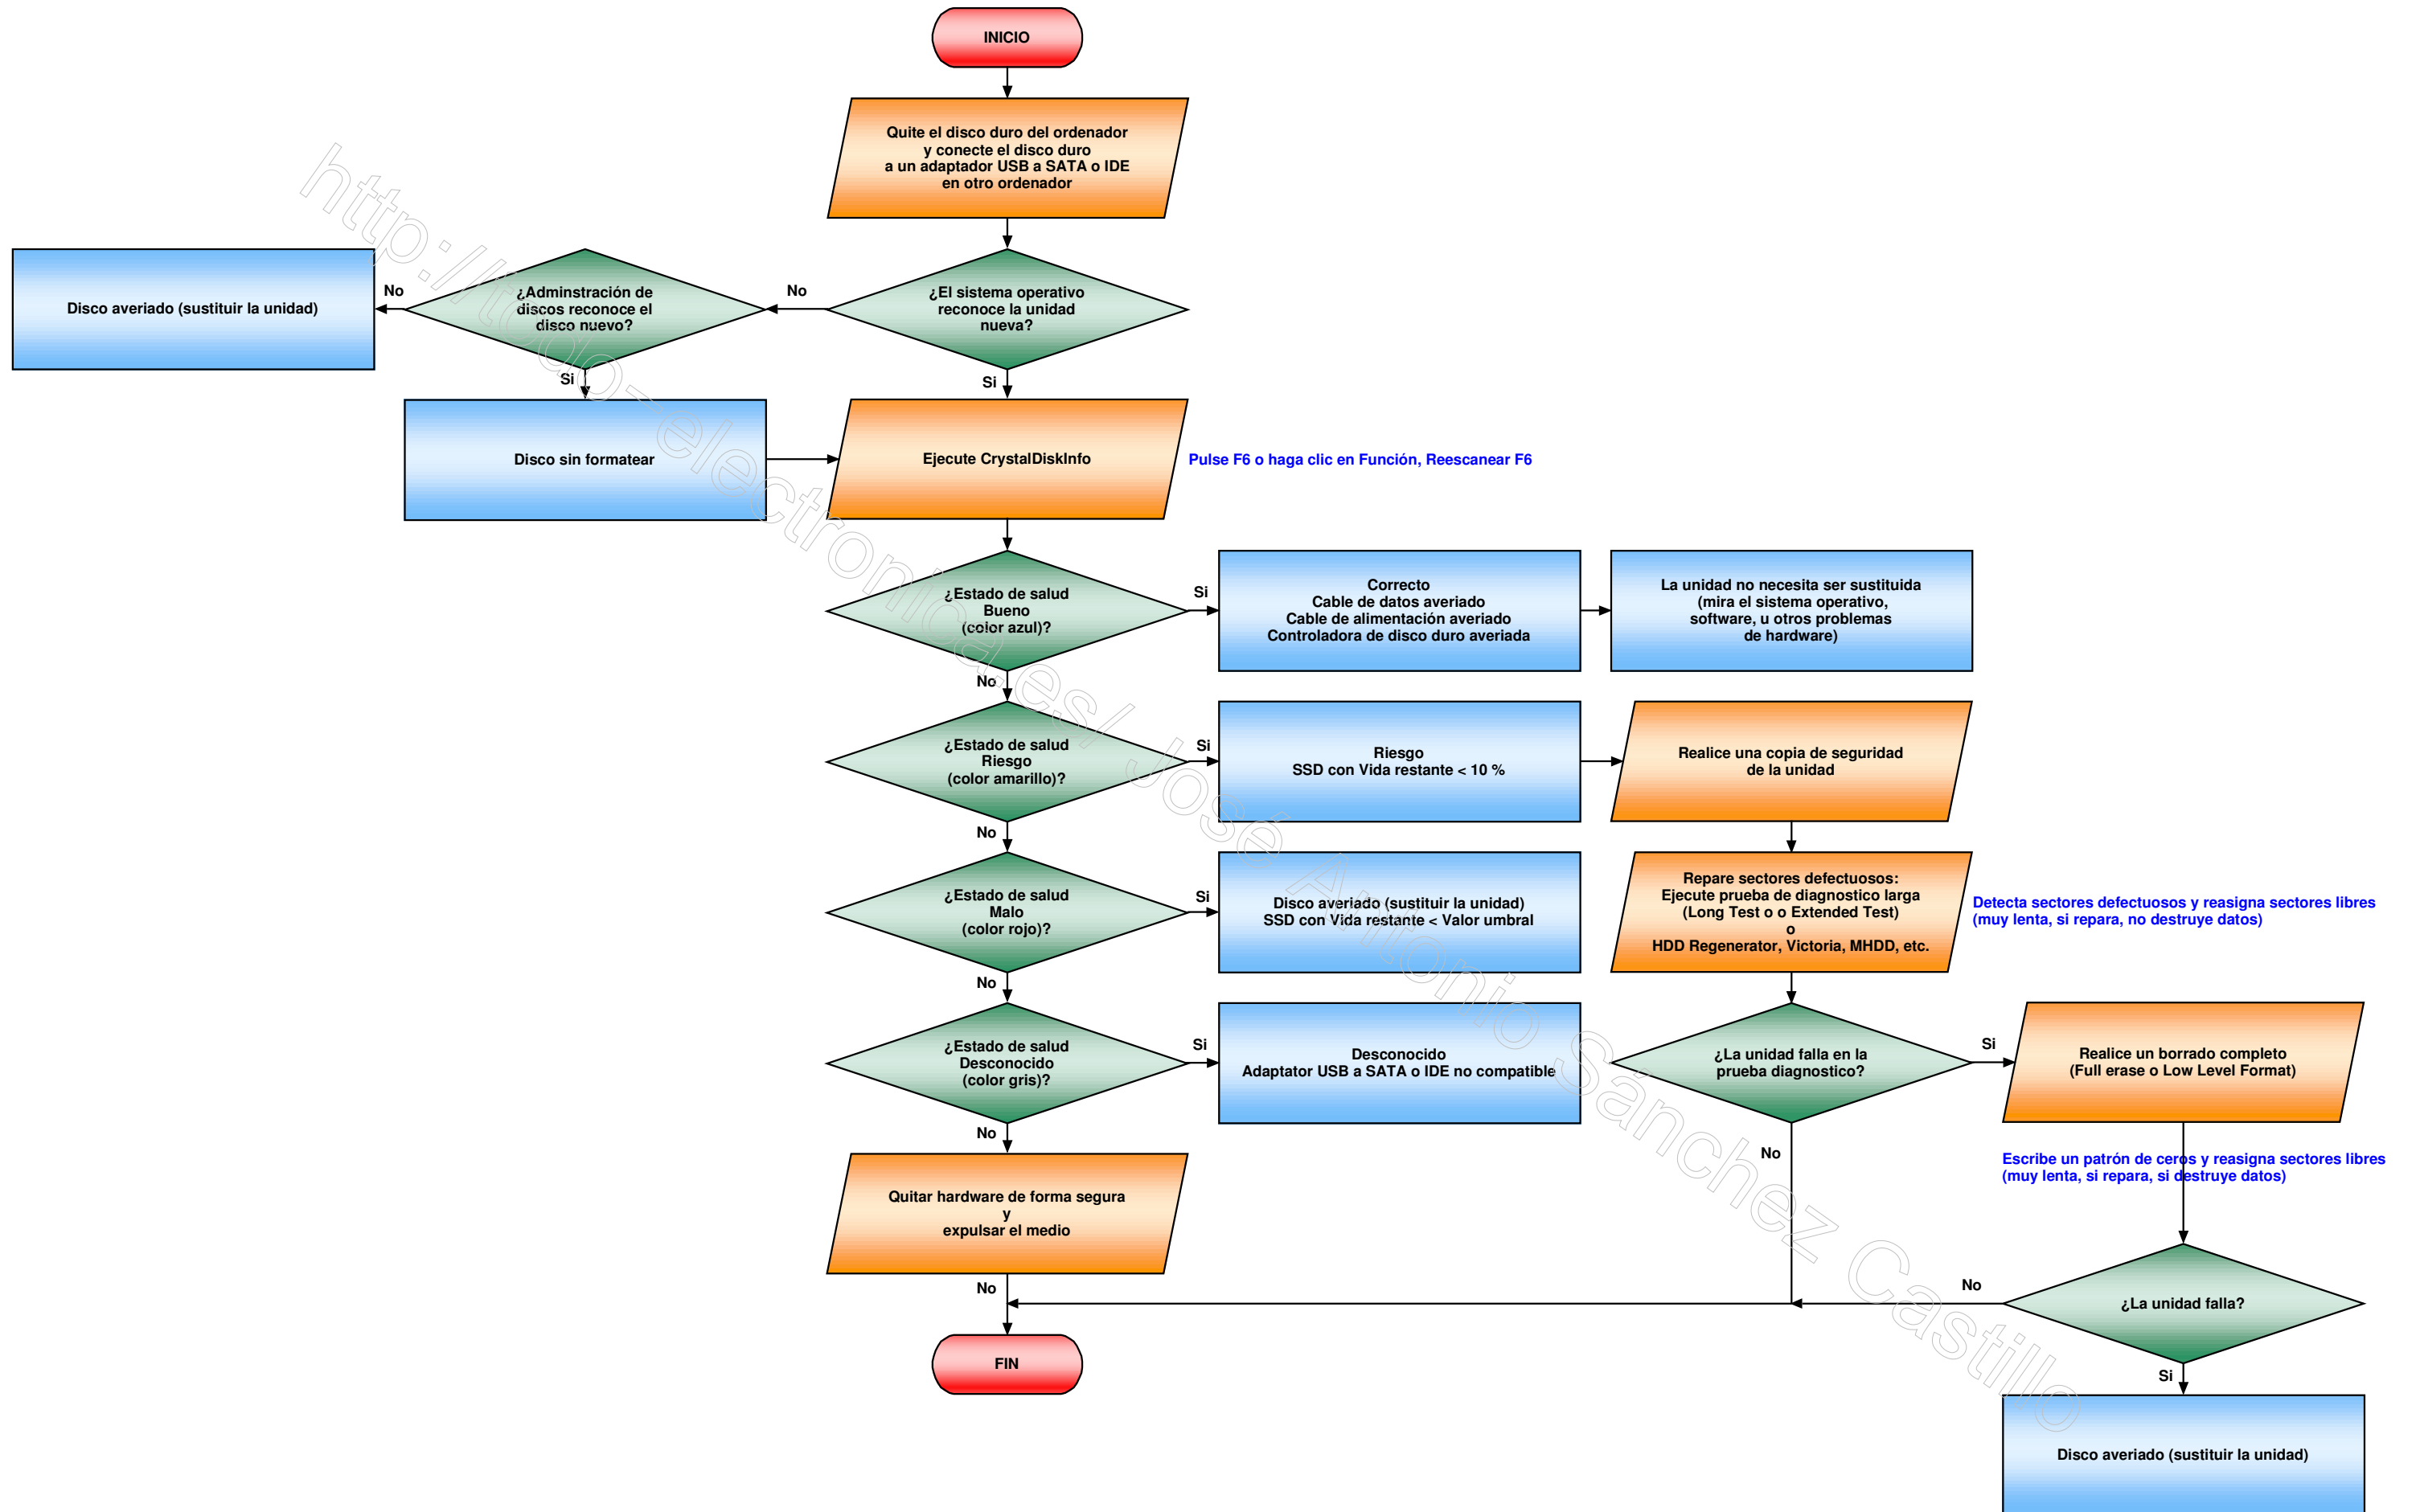 INICIO
Quite el disco duro del ordenador
y conecte el disco duro
a un adaptador USB a SATA o IDE
en otro ordenador
¿El sistema operativo
reconoce la unidad
nueva?
No
¿Adminstración de
discos reconoce el
disco nuevo?
No
Disco averiado (sustituir la unidad)
Si
Disco sin formatear
Si
Ejecute CrystalDiskInfo
Pulse F6 o haga clic en Función, Reescanear F6
¿Estado de salud
Bueno
(color azul)?
Si
Correcto
Cable de datos averiado
Cable de alimentación averiado
Controladora de disco duro averiada
La unidad no necesita ser sustituida
(mira el sistema operativo,
software, u otros problemas
de hardware)
No
¿Estado de salud
Riesgo
(color amarillo)?
Si
Riesgo
SSD con Vida restante < 10 %
Realice una copia de seguridad
de la unidad
No
¿Estado de salud
Malo
(color rojo)?
Si
Disco averiado (sustituir la unidad)
SSD con Vida restante < Valor umbral
Repare sectores defectuosos:
Ejecute prueba de diagnostico larga
(Long Test o o Extended Test)
o
HDD Regenerator, Victoria, MHDD, etc.
Detecta sectores defectuosos y reasigna sectores libres
(muy lenta, si repara, no destruye datos)
No
¿Estado de salud
Desconocido
(color gris)?
Si
Desconocido
Adaptator USB a SATA o IDE no compatible
¿La unidad falla en la
prueba diagnostico?
Si
Realice un borrado completo
(Full erase o Low Level Format)
No
No
Escribe un patrón de ceros y reasigna sectores libres
(muy lenta, si repara, si destruye datos)
Quitar hardware de forma segura
y
expulsar el medio
No
No
¿La unidad falla?
FIN
Si
Disco averiado (sustituir la unidad)
http://todo-electronica.es/ José Antonio Sánchez Castillo